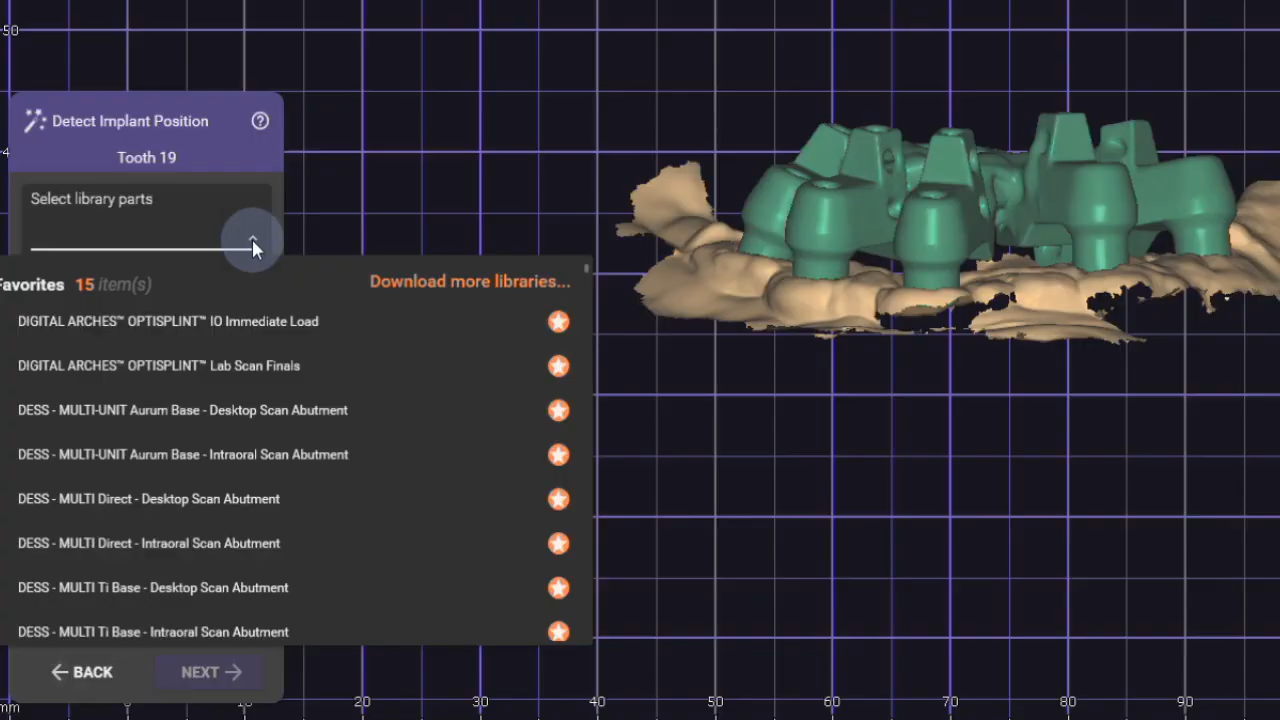 50
Detect Implant Position
Tooth 19
4
Select library parts
Favorites 15 item(s) Download more libraries...
DIGITAL ARCHES™ OPTISPLINT™ IO Immediate Load
DIGITAL ARCHES™ OPTISPLINT™ Lab Scan Finals
DESS - MULTI-UNIT Aurum Base - Desktop Scan Abutment
DESS - MULTI-UNIT Aurum Base - Intraoral Scan Abutment
DESS - MULTI Direct - Desktop Scan Abutment
DESS - MULTI Direct - Intraoral Scan Abutment
DESS - MULTI Ti Base - Desktop Scan Abutment
DESS - MULTI Ti Base - Intraoral Scan Abutment
BACK NEXT
mm 0 10 20 30 40 50 60 70 80 90